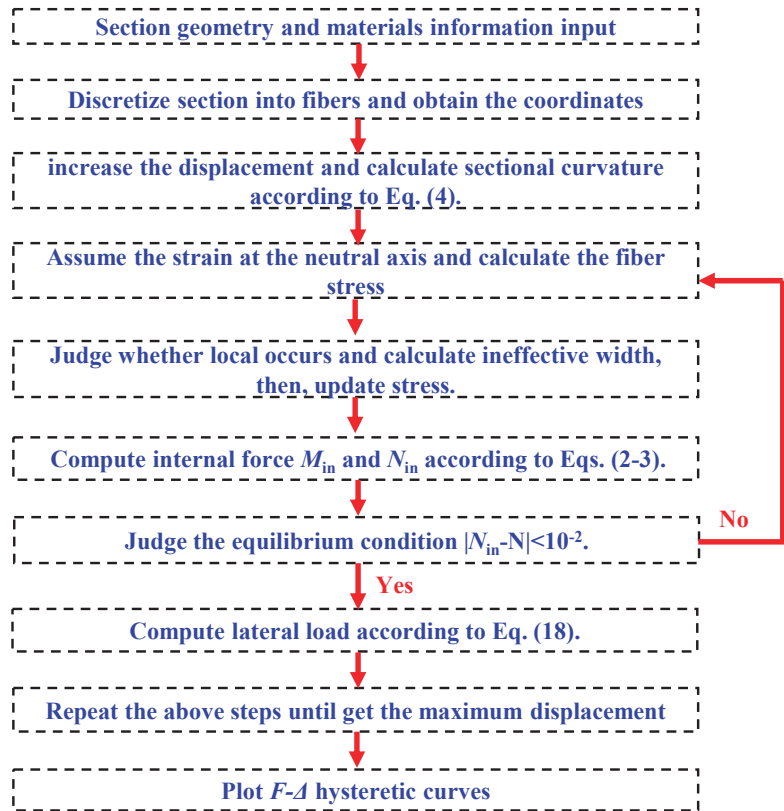 Section geometry and materials information input
Discretize section into fibers and obtain the coordinates
increase the displacement and calculate sectional curvature
according to Eq. (4).
Assume the strain at the neutral axis and calculate the fiber
stress
Judge whether local occurs and calculate ineffective width,
then, update stress.
Compute internal force M_in and N_in according to Eqs. (2-3).
Judge the equilibrium condition |N_in-N|<10^-2.
No
Yes
Compute lateral load according to Eq. (18).
Repeat the above steps until get the maximum displacement
Plot F-Δ hysteretic curves